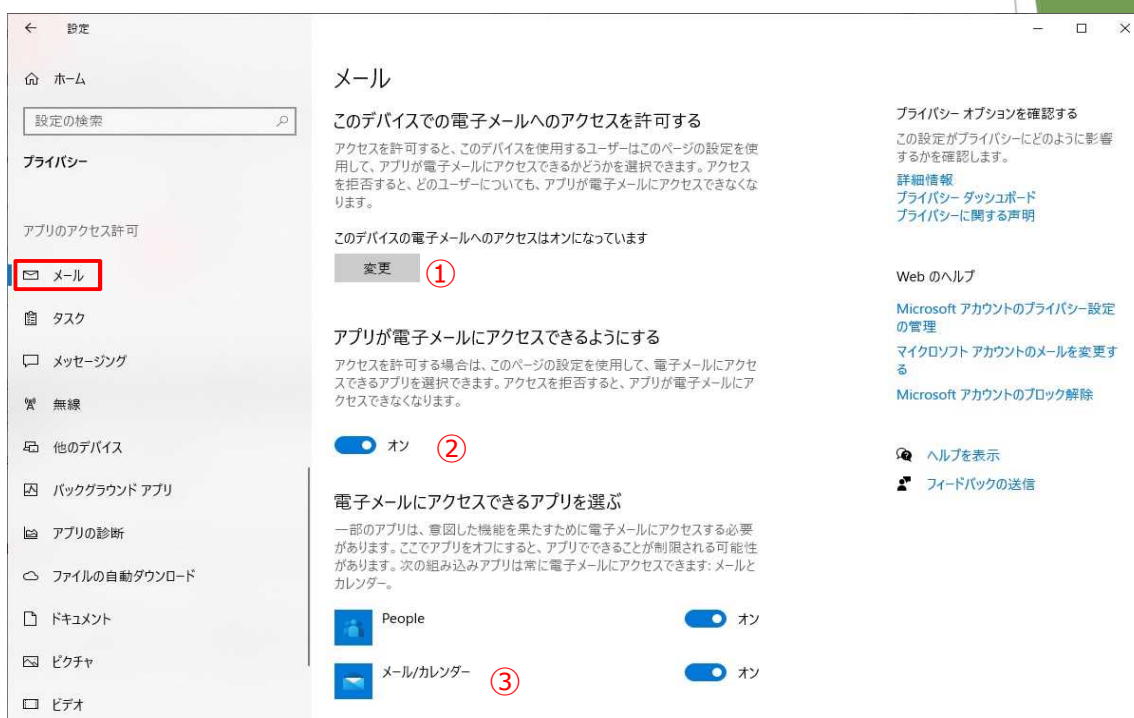 設定
ホーム
設定の検索
プライバシー
アプリのアクセス許可
メール
タスク
メッセージング
無線
他のデバイス
バックグラウンド アプリ
アプリの診断
ファイルの自動ダウンロード
ドキュメント
ピクチャ
ビデオ
メール
このデバイスでの電子メールへのアクセスを許可する
アクセスを許可すると、このデバイスを使用するユーザーはこのページの設定を使
用して、アプリが電子メールにアクセスできるかどうかを選択できます。アクセス
を拒否すると、どのユーザーについても、アプリが電子メールにアクセスできなくな
ります。
このデバイスの電子メールへのアクセスはオンになっています
変更 ①
アプリが電子メールにアクセスできるようにする
アクセスを許可する場合は、このページの設定を使用して、電子メールにアクセ
スできるアプリを選択できます。アクセスを拒否すると、アプリが電子メールにア
クセスできなくなります。
オン ②
電子メールにアクセスできるアプリを選ぶ
一部のアプリは、意図した機能を果たすために電子メールにアクセスする必要
があります。ここでアプリをオフにすると、アプリでできることが制限される可能性
があります。次の組み込みアプリは常に電子メールにアクセスできます: メールと
カレンダー。
People オン
メール/カレンダー ③ オン
プライバシー オプションを確認する
この設定がプライバシーにどのように影響
するかを確認します。
詳細情報
プライバシー ダッシュボード
プライバシーに関する声明
Web のヘルプ
Microsoft アカウントのプライバシー設定
の管理
マイクロソフト アカウントのメールを変更す
る
Microsoft アカウントのブロック解除
ヘルプを表示
フィードバックの送信